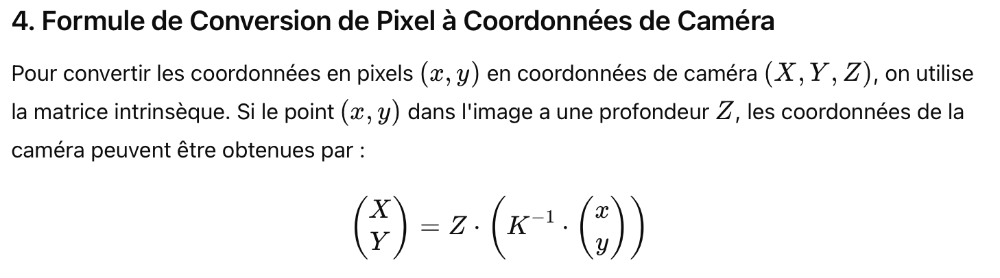 4. Formule de Conversion de Pixel à Coordonnées de Caméra
Pour convertir les coordonnées en pixels (x, y) en coordonnées de caméra (X, Y, Z), on utilise
la matrice intrinsèque. Si le point (x, y) dans l'image a une profondeur Z, les coordonnées de la
caméra peuvent être obtenues par :
\begin{pmatrix} X \\ Y \end{pmatrix} = Z \cdot \left( K^{-1} \cdot \begin{pmatrix} x \\ y \end{pmatrix} \right)